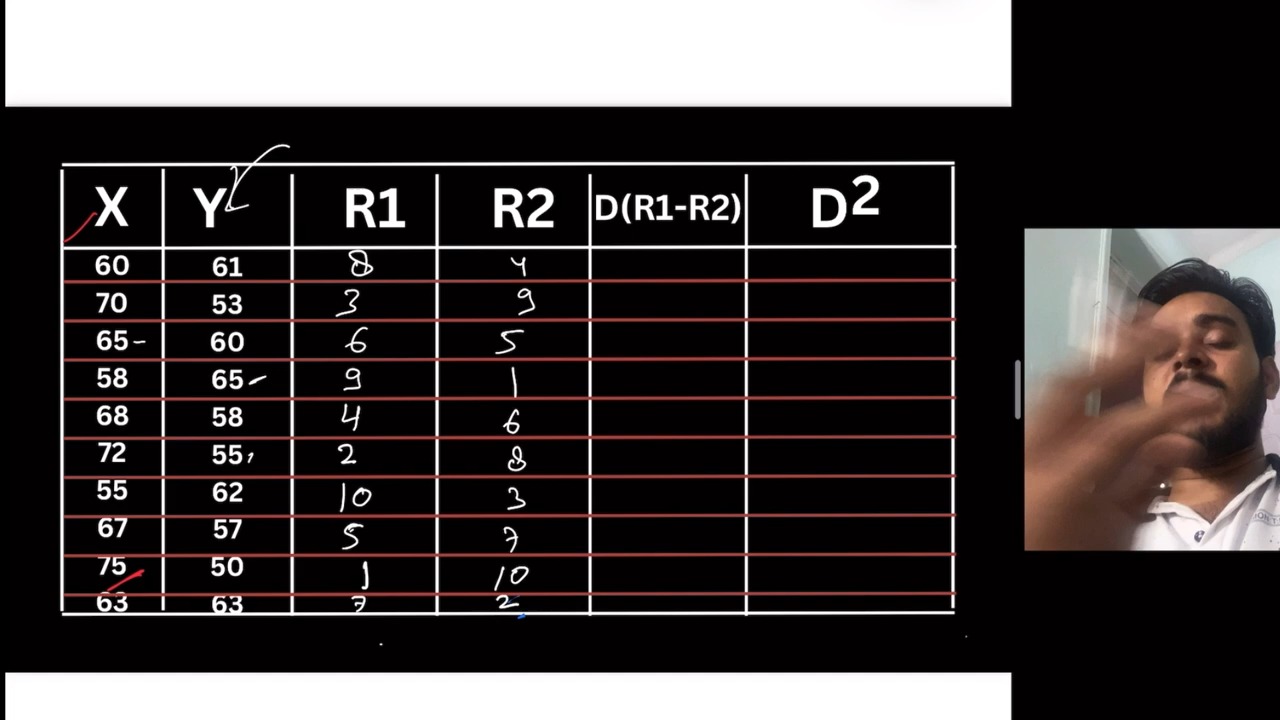 X Y R1 R2 D(R1-R2) D²
60 61 8 4
70 53 3 9
65- 60 6 5
58 65 9 1
68 58 4 6
72 55, 2 8
55 62 10 3
67 57 5 7
75 50 1 10
63 63 7 2